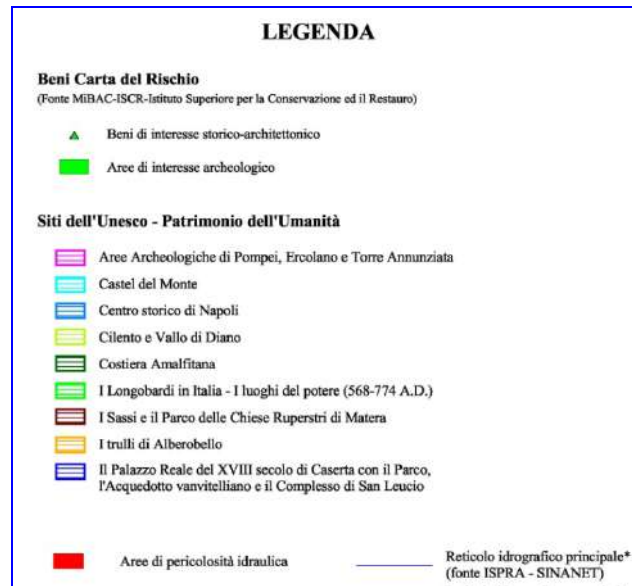 LEGENDA
Beni Carta del Rischio
(Fonte MiBAC-ISCR-Istituto Superiore per la Conservazione ed il Restauro)
Beni di interesse storico-architettonico
Aree di interesse archeologico
Siti dell'Unesco - Patrimonio dell'Umanità
Aree Archeologiche di Pompei, Ercolano e Torre Annunziata
Castel del Monte
Centro storico di Napoli
Cilento e Vallo di Diano
Costiera Amalfitana
I Longobardi in Italia - I luoghi del potere (568-774 A.D.)
I Sassi e il Parco delle Chiese Ruperstri di Matera
I trulli di Alberobello
Il Palazzo Reale del XVIII secolo di Caserta con il Parco,
l'Acquedotto vanvitelliano e il Complesso di San Leucio
Aree di pericolosità idraulica
Reticolo idrografico principale*
(fonte ISPRA - SINANET)